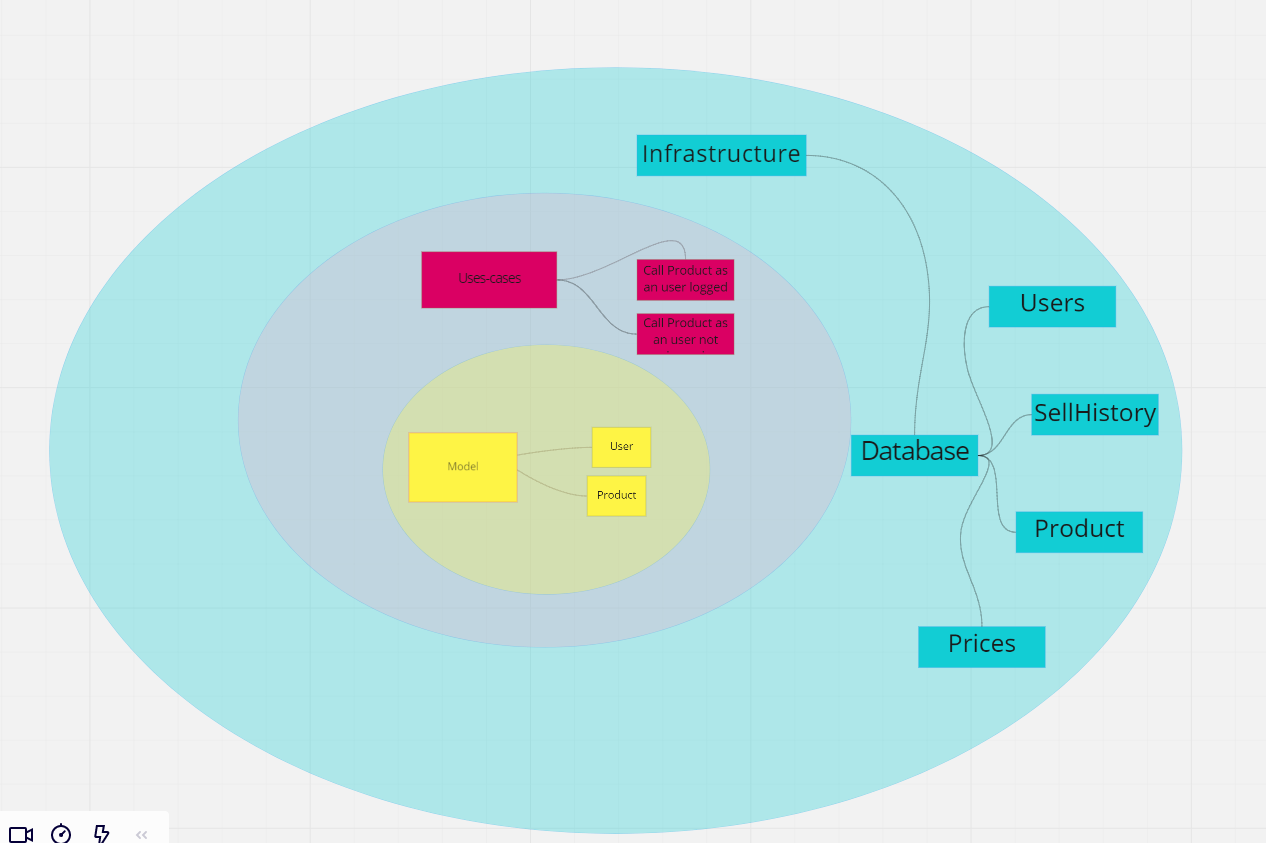 Infrastructure
Uses-cases
Call Product as
an user logged
Call Product as
an user not
Users
SellHistory
Database
Model
User
Product
Product
Prices